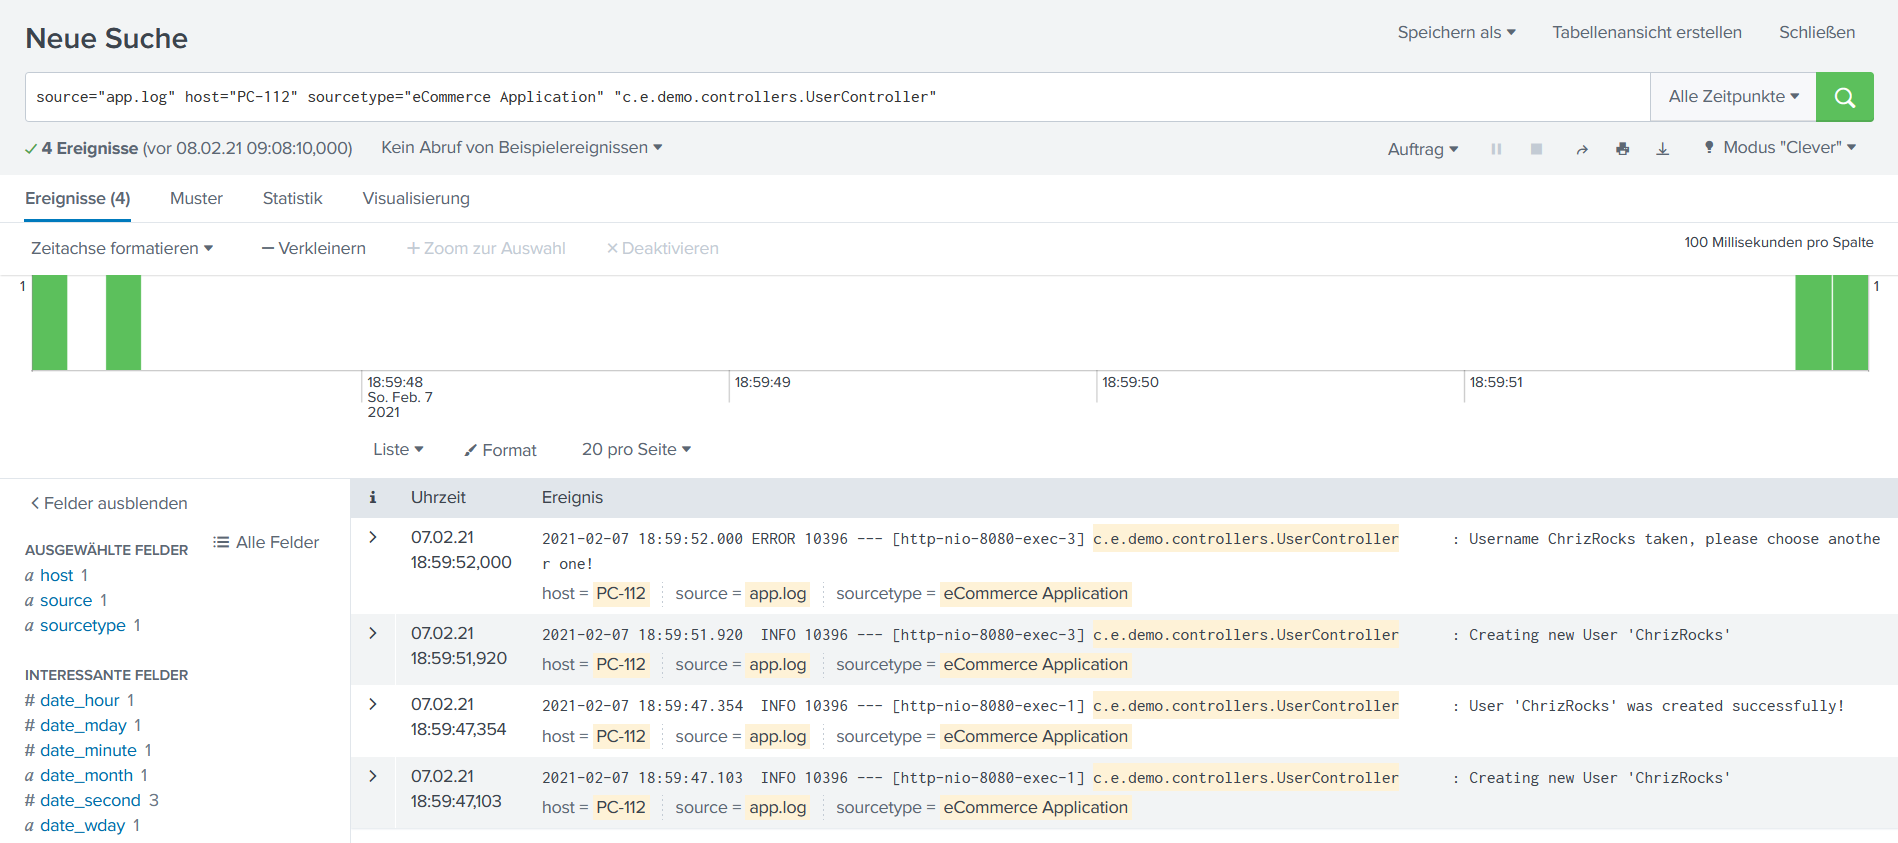 Neue Suche
Speichern als Tabellenansicht erstellen Schließen
source="app.log" host="PC-112" sourcetype="eCommerce Application" "c.e.demo.controllers.UserController"
Alle Zeitpunkte
4 Ereignisse (vor 08.02.21 09:08:10,000) Kein Abruf von Beispielereignissen
Auftrag Modus "Clever"
Ereignisse (4) Muster Statistik Visualisierung
Zeitachse formatieren — Verkleinern + Zoom zur Auswahl × Deaktivieren
100 Millisekunden pro Spalte
1 1
18:59:48 18:59:49 18:59:50 18:59:51
So. Feb. 7
2021
Liste Format 20 pro Seite
< Felder ausblenden
Alle Felder
AUSGEWÄHLTE FELDER
a host 1
a source 1
a sourcetype 1
INTERESSANTE FELDER
# date_hour 1
# date_mday 1
# date_minute 1
a date_month 1
# date_second 3
a date_wday 1
i Uhrzeit Ereignis
> 07.02.21
18:59:52,000
2021-02-07 18:59:52.000 ERROR 10396 --- [http-nio-8080-exec-3] c.e.demo.controllers.UserController : Username ChrizRocks taken, please choose anothe
r one!
host = PC-112 source = app.log sourcetype = eCommerce Application
> 07.02.21
18:59:51,920
2021-02-07 18:59:51.920 INFO 10396 --- [http-nio-8080-exec-3] c.e.demo.controllers.UserController : Creating new User 'ChrizRocks'
host = PC-112 source = app.log sourcetype = eCommerce Application
> 07.02.21
18:59:47,354
2021-02-07 18:59:47.354 INFO 10396 --- [http-nio-8080-exec-1] c.e.demo.controllers.UserController : User 'ChrizRocks' was created successfully!
host = PC-112 source = app.log sourcetype = eCommerce Application
> 07.02.21
18:59:47,103
2021-02-07 18:59:47.103 INFO 10396 --- [http-nio-8080-exec-1] c.e.demo.controllers.UserController : Creating new User 'ChrizRocks'
host = PC-112 source = app.log sourcetype = eCommerce Application